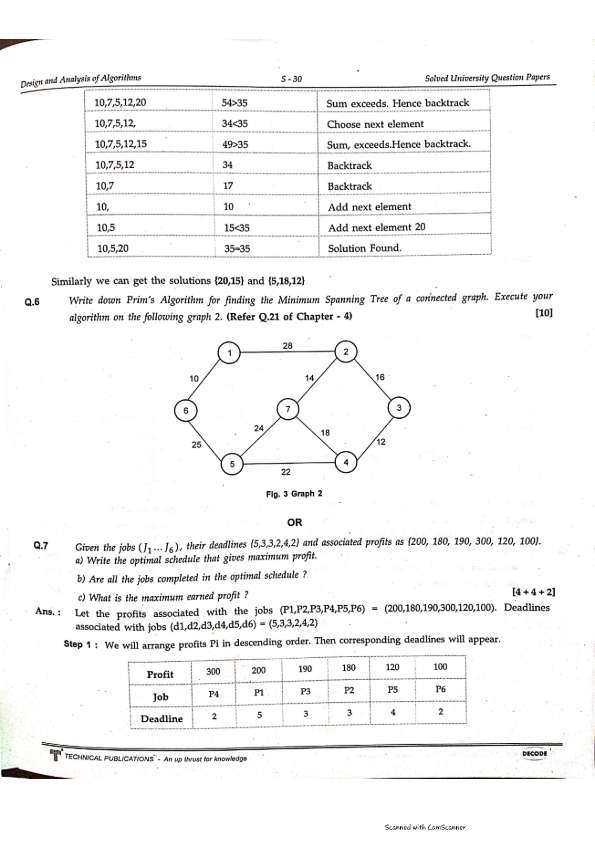 Design and Analysis of Algorithms 5 - 30 Solved University Question Papers
10,7,5,12,20 54>35 Sum exceeds. Hence backtrack
10,7,5,12, 34<35 Choose next element
10,7,5,12,15 49>35 Sum, exceeds.Hence backtrack.
10,7,5,12 34 Backtrack
10,7 17 Backtrack
10, 10 Add next element
10,5 15<35 Add next element 20
10,5,20 35=35 Solution Found.
Similarly we can get the solutions {20,15} and {5,18,12}
Q.6 Write down Prim's Algorithm for finding the Minimum Spanning Tree of a connected graph. Execute your
algorithm on the following graph 2. (Refer Q.21 of Chapter - 4) [10]
28
1 2
10 14 16
6 7 3
24 18
25 12
5 4
22
Fig. 3 Graph 2
OR
Q.7 Given the jobs (J1 ... J6), their deadlines {5,3,3,2,4,2} and associated profits as {200, 180, 190, 300, 120, 100}.
a) Write the optimal schedule that gives maximum profit.
b) Are all the jobs completed in the optimal schedule ?
c) What is the maximum earned profit ? [4 + 4 + 2]
Ans. : Let the profits associated with the jobs (P1,P2,P3,P4,P5,P6) = (200,180,190,300,120,100). Deadlines
associated with jobs (d1,d2,d3,d4,d5,d6) = (5,3,3,2,4,2)
Step 1 : We will arrange profits Pi in descending order. Then corresponding deadlines will appear.
Profit 300 200 190 180 120 100
Job P4 P1 P3 P2 P5 P6
Deadline 2 5 3 3 4 2
TECHNICAL PUBLICATIONS - An up thrust for knowledge DECODE
Scanned with CamScanner